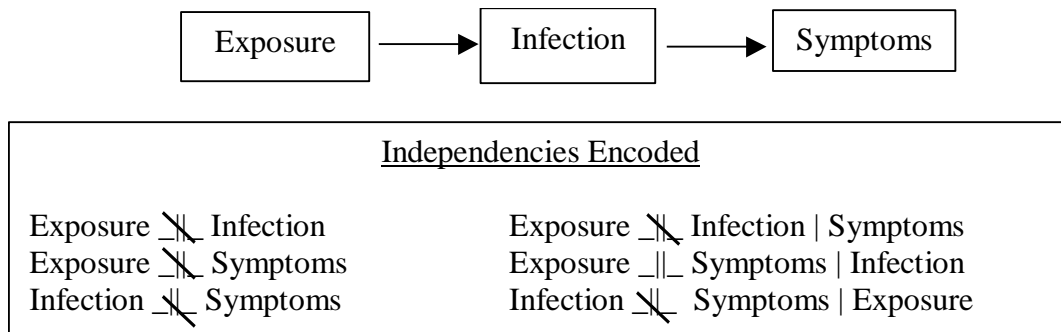 Exposure Infection Symptoms
Independencies Encoded
Exposure _||_ Infection
Exposure _||_ Symptoms
Infection _||_ Symptoms
Exposure _||_ Infection | Symptoms
Exposure _||_ Symptoms | Infection
Infection _||_ Symptoms | Exposure